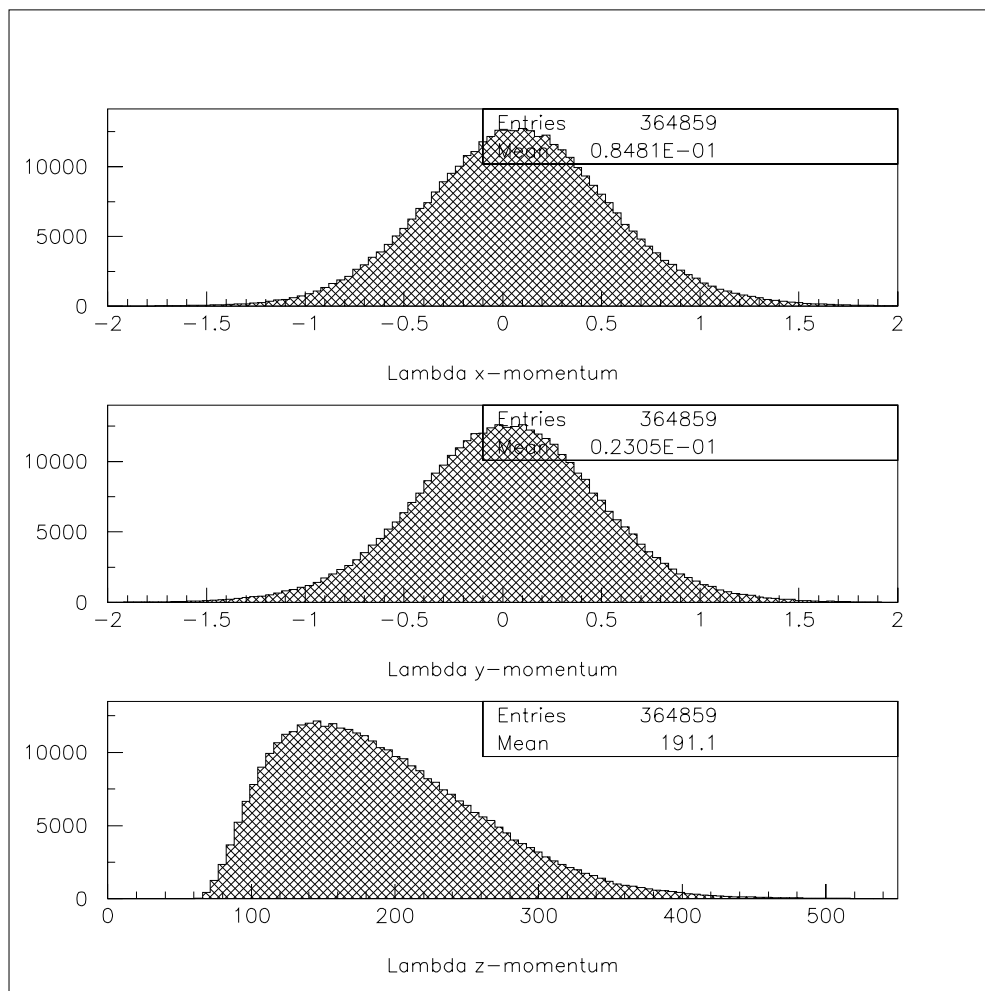 Entries 364859
Mean 0.8481E-01
10000
5000
0
-2 -1.5 -1 -0.5 0 0.5 1 1.5 2
Lambda x-momentum
Entries 364859
Mean 0.2305E-01
10000
5000
0
-2 -1.5 -1 -0.5 0 0.5 1 1.5 2
Lambda y-momentum
Entries 364859
Mean 191.1
10000
5000
0
0 100 200 300 400 500
Lambda z-momentum